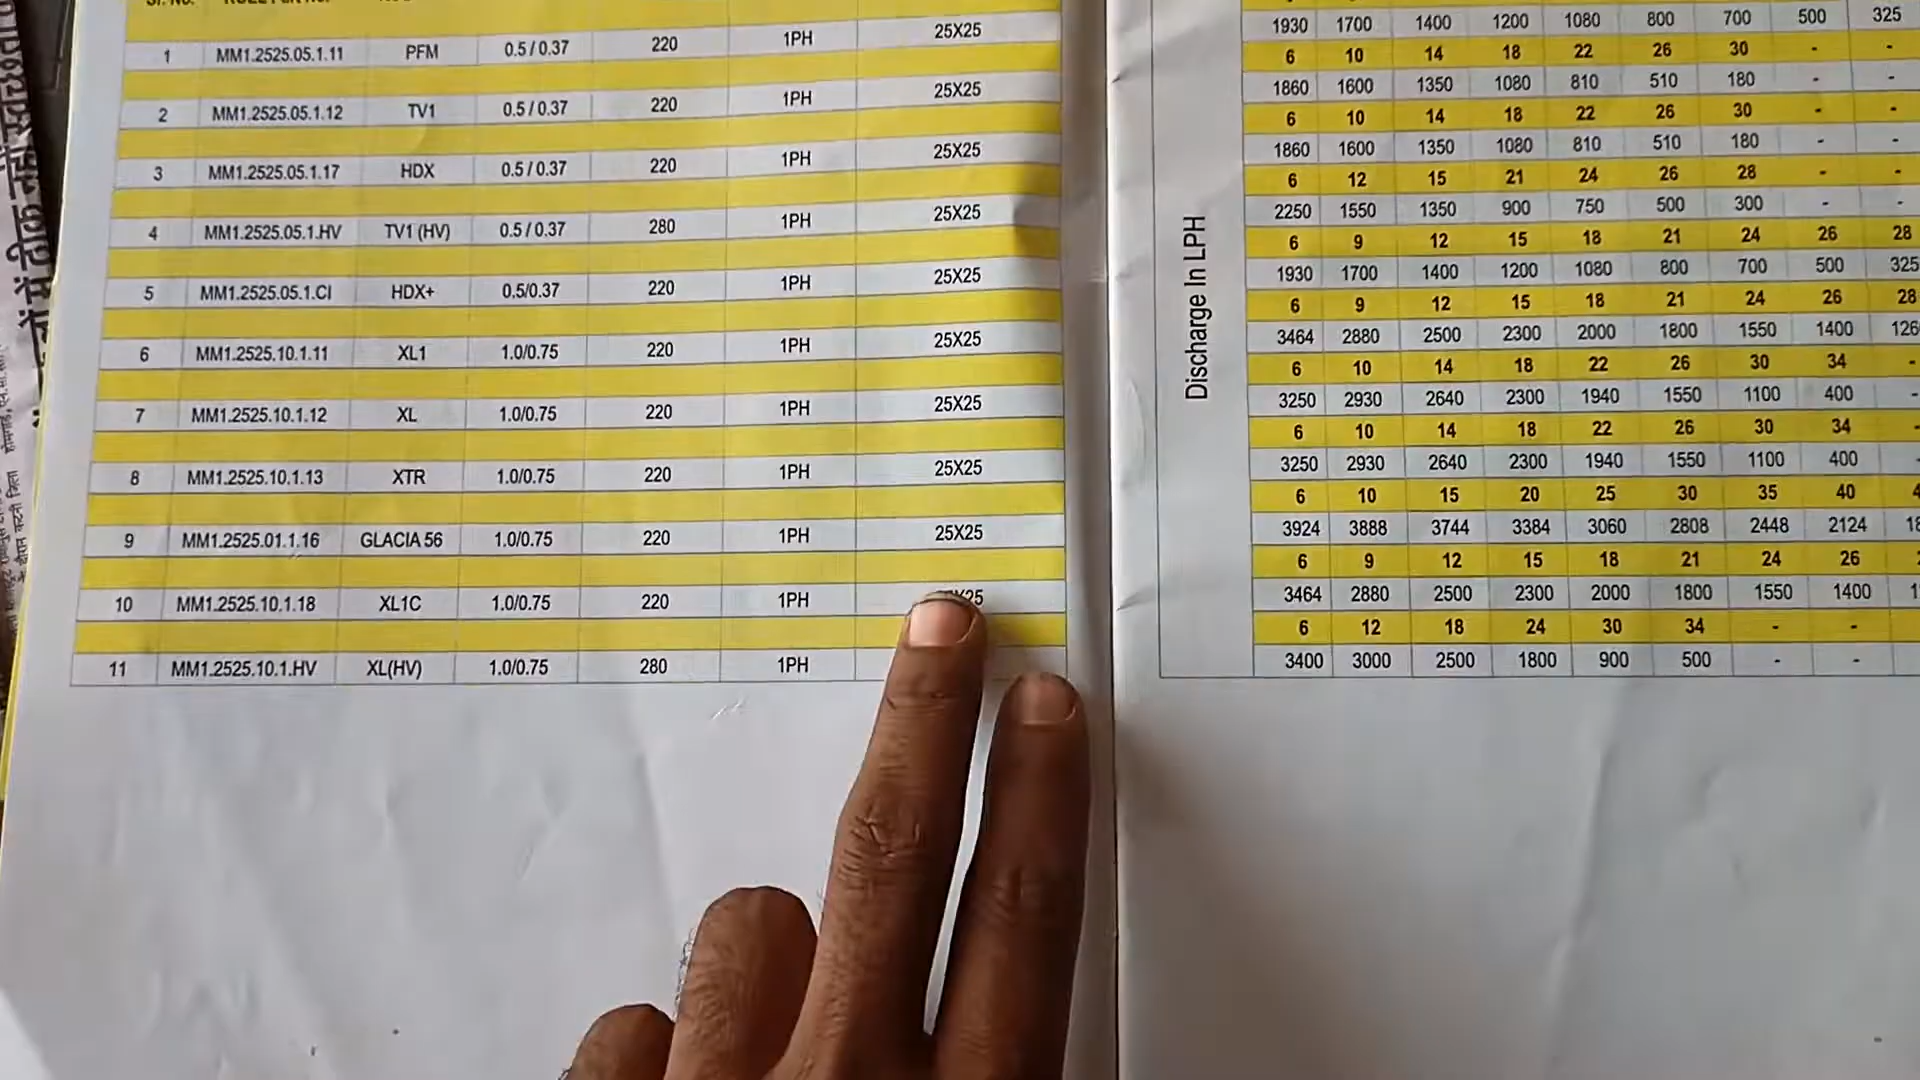 1 MM1.2525.05.1.11 PFM 0.5 / 0.37 220 1PH 25X25
2 MM1.2525.05.1.12 TV1 0.5 / 0.37 220 1PH 25X25
3 MM1.2525.05.1.17 HDX 0.5 / 0.37 220 1PH 25X25
4 MM1.2525.05.1.HV TV1 (HV) 0.5 / 0.37 280 1PH 25X25
5 MM1.2525.05.1.CI HDX+ 0.5/0.37 220 1PH 25X25
6 MM1.2525.10.1.11 XL1 1.0/0.75 220 1PH 25X25
7 MM1.2525.10.1.12 XL 1.0/0.75 220 1PH 25X25
8 MM1.2525.10.1.13 XTR 1.0/0.75 220 1PH 25X25
9 MM1.2525.01.1.16 GLACIA 56 1.0/0.75 220 1PH 25X25
10 MM1.2525.10.1.18 XL1C 1.0/0.75 220 1PH
11 MM1.2525.10.1.HV XL(HV) 1.0/0.75 280 1PH
Discharge In LPH
1930 1700 1400 1200 1080 800 700 500 325
6 10 14 18 22 26 30 - -
1860 1600 1350 1080 810 510 180 - -
6 10 14 18 22 26 30 - -
1860 1600 1350 1080 810 510 180 - -
6 12 15 21 24 26 28 - -
2250 1550 1350 900 750 500 300 - -
6 9 12 15 18 21 24 26 28
1930 1700 1400 1200 1080 800 700 500 325
6 9 12 15 18 21 24 26 28
3464 2880 2500 2300 2000 1800 1550 1400
6 10 14 18 22 26 30 34 -
3250 2930 2640 2300 1940 1550 1100 400 -
6 10 14 18 22 26 30 34 -
3250 2930 2640 2300 1940 1550 1100 400
6 10 15 20 25 30 35 40
3924 3888 3744 3384 3060 2808 2448 2124
6 9 12 15 18 21 24 26
3464 2880 2500 2300 2000 1800 1550 1400
6 12 18 24 30 34 - -
3400 3000 2500 1800 900 500 - -